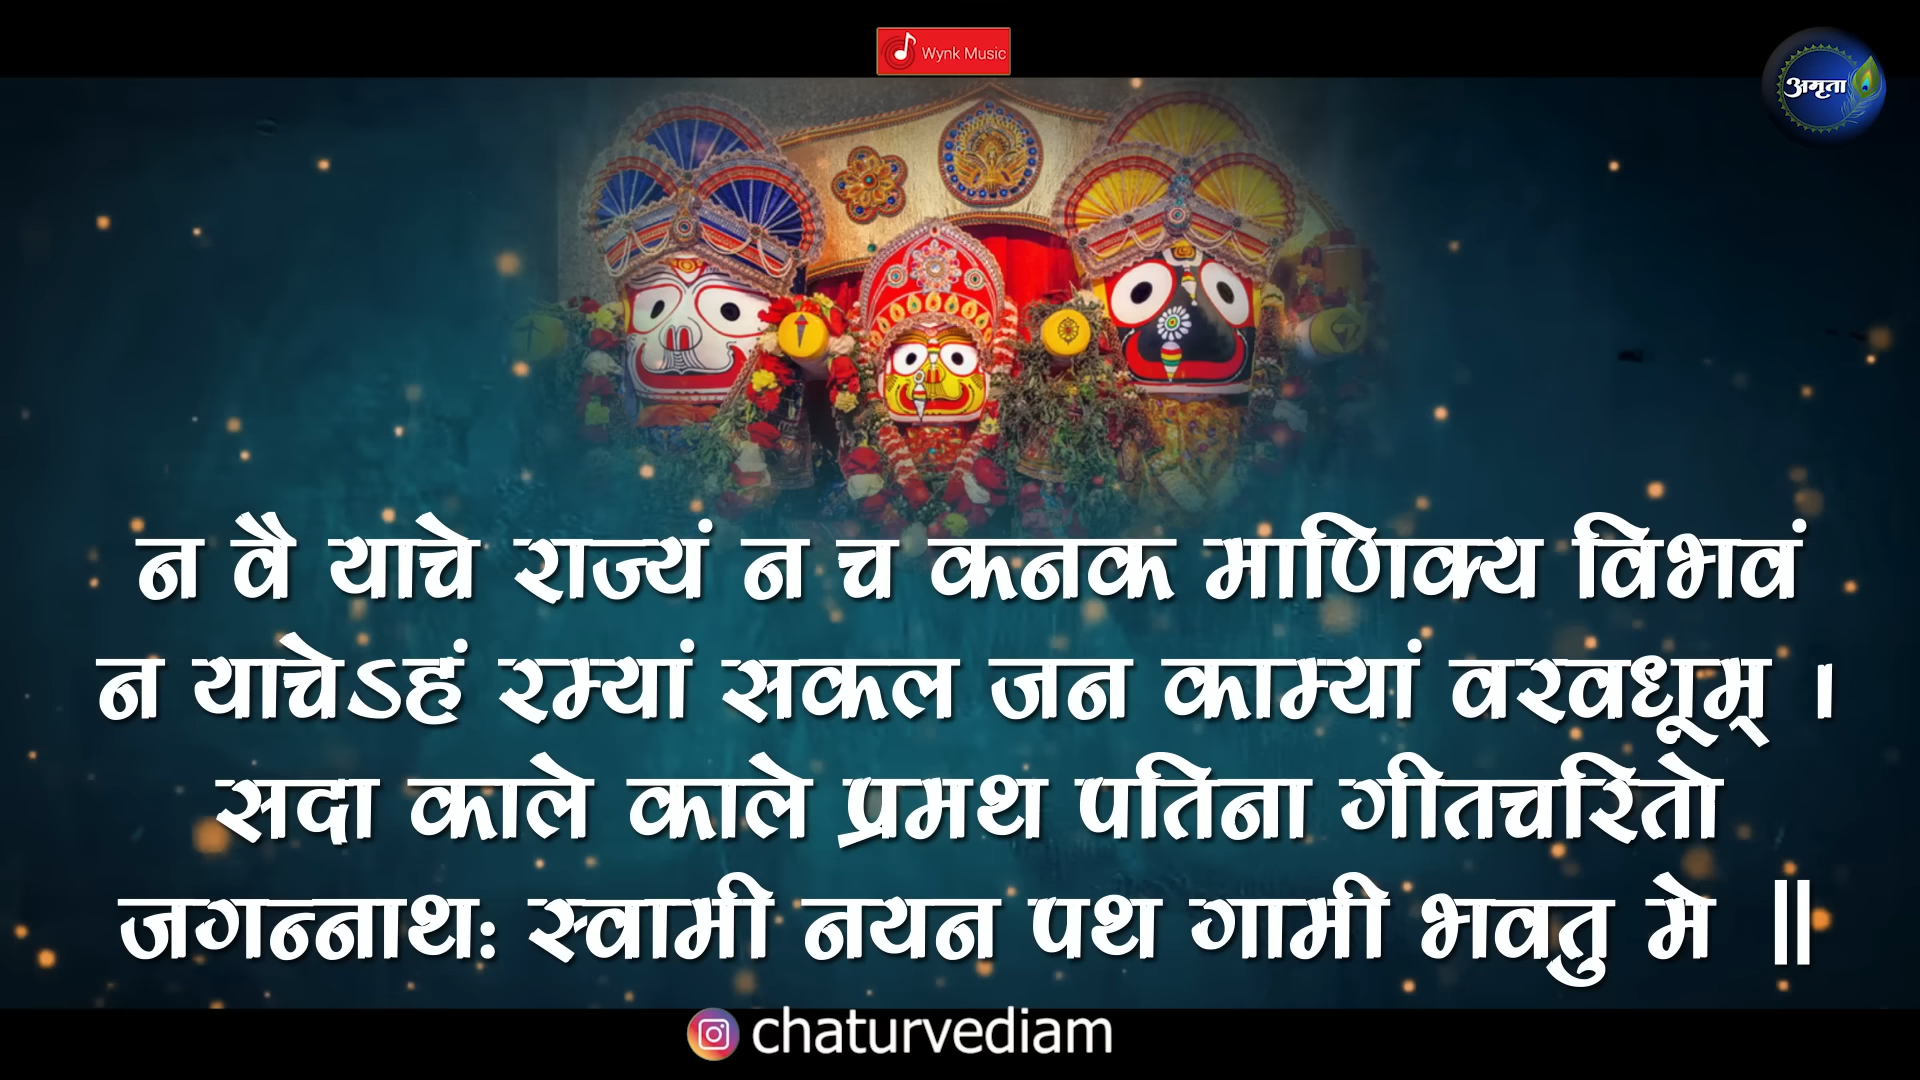 Wynk Music
अमृता
न वै याचे राज्यं न च कनक माणिक्य विभवं
न याचेऽहं रम्यां सकल जन काम्यां वरवधूम् ।
सदा काले काले प्रमथ पतिना गीतचरितो
जगन्नाथः स्वामी नयन पथ गामी भवतु मे ॥
chaturvediam